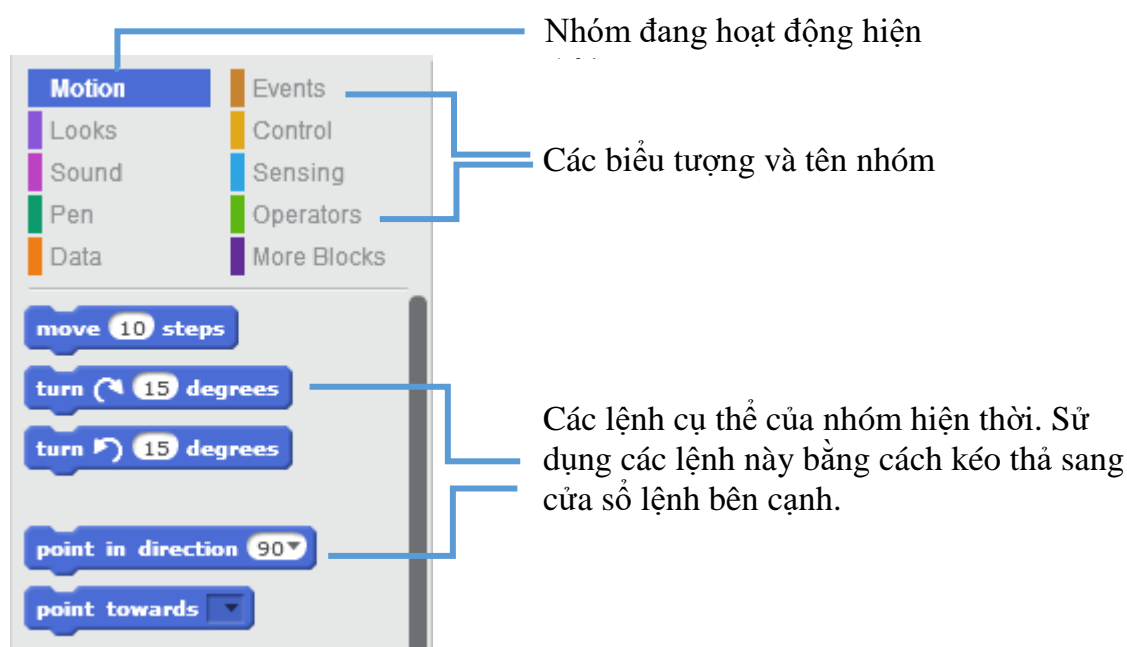 Nhóm đang hoạt động hiện
Motion
Events
Looks
Control
Sound
Sensing
Pen
Operators
Data
More Blocks
Các biểu tượng và tên nhóm
move 10 steps
turn 15 degrees
turn 15 degrees
point in direction 90
point towards
Các lệnh cụ thể của nhóm hiện thời. Sử
dụng các lệnh này bằng cách kéo thả sang
cửa sổ lệnh bên cạnh.